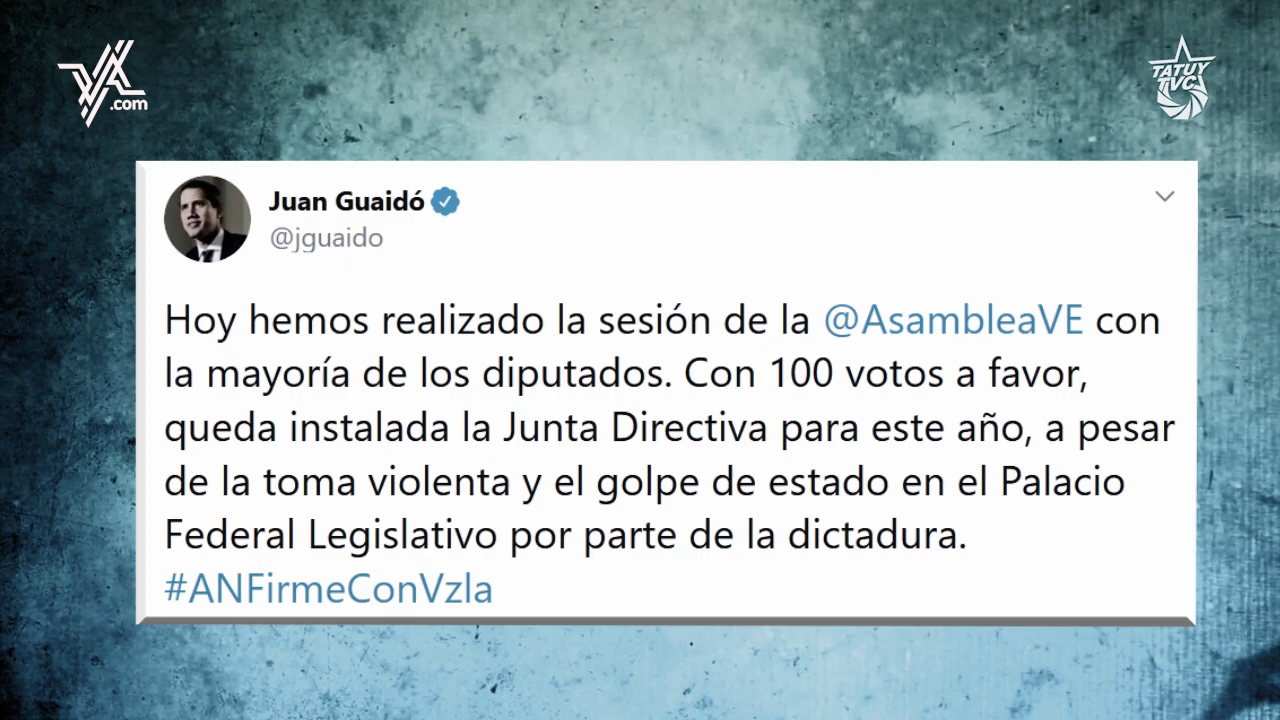 VA
.com
TATUY
TVC
Juan Guaidó
@jguaido
Hoy hemos realizado la sesión de la @AsambleaVE con
la mayoría de los diputados. Con 100 votos a favor,
queda instalada la Junta Directiva para este año, a pesar
de la toma violenta y el golpe de estado en el Palacio
Federal Legislativo por parte de la dictadura.
#ANFirmeConVzla